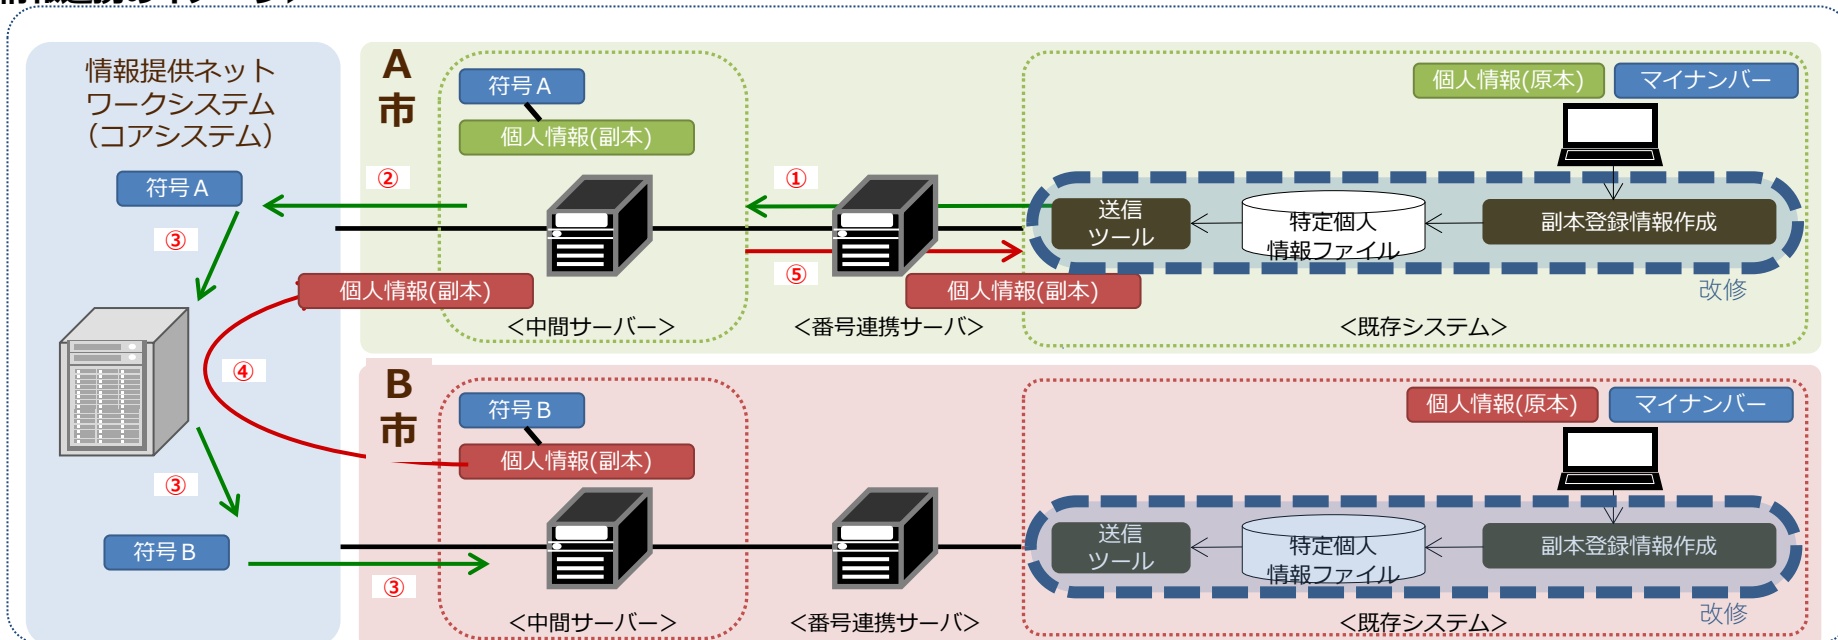 情報提供ネット
ワークシステム
（コアシステム）
符号A
③
④
③
符号B
A
市
符号A
個人情報(副本)
②
①
⑤
個人情報(副本)
個人情報(副本)
＜中間サーバー＞
＜番号連携サーバ＞
個人情報(原本)
マイナンバー
送信
ツール
特定個人
情報ファイル
副本登録情報作成
改修
＜既存システム＞
B
市
符号B
個人情報(副本)
③
＜中間サーバー＞
＜番号連携サーバ＞
個人情報(原本)
マイナンバー
送信
ツール
特定個人
情報ファイル
副本登録情報作成
改修
＜既存システム＞